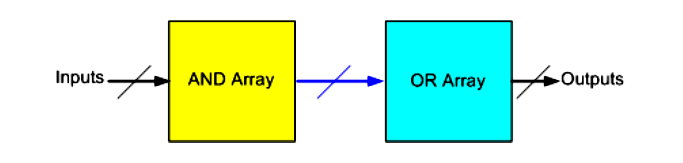 Inputs
AND Array
OR Array
Outputs